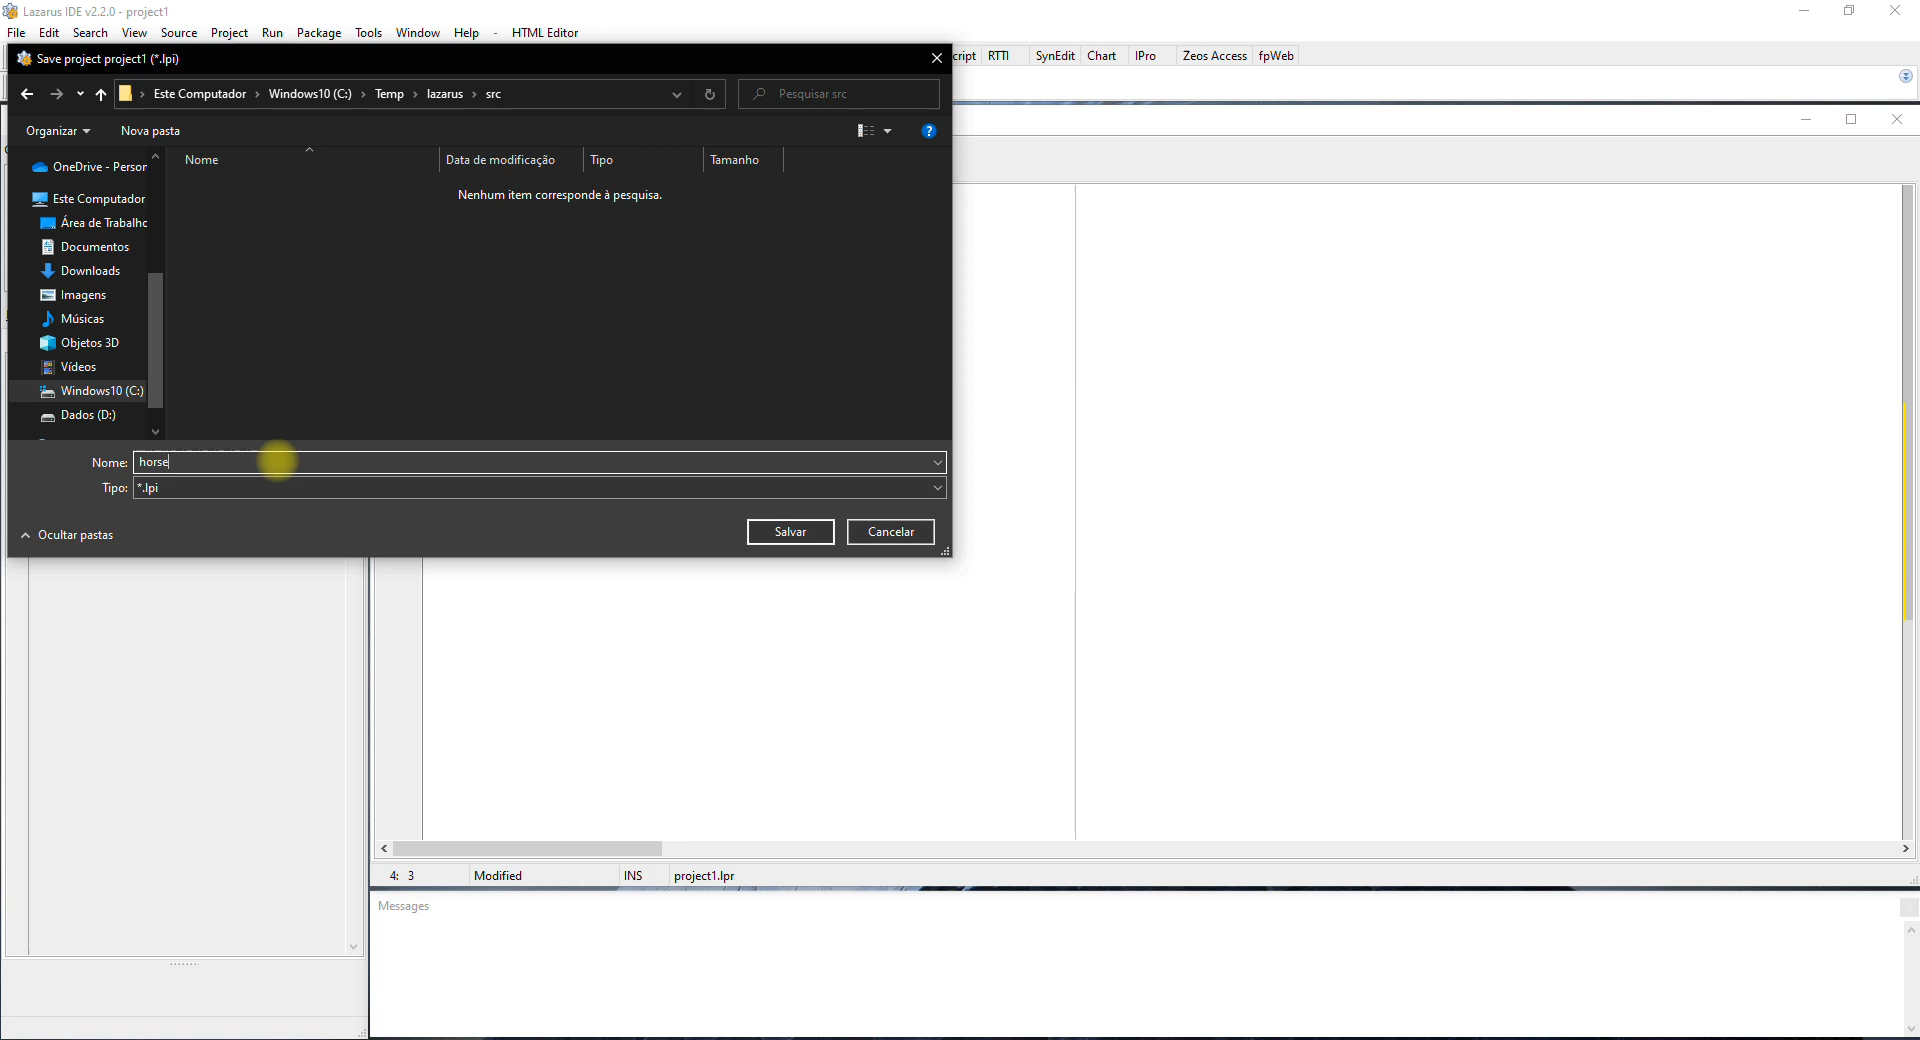 Lazarus IDE v2.2.0 - project1
File Edit Search View Source Project Run Package Tools Window Help - HTML Editor
Save project project1 (*.lpi)
cript RTTI SynEdit Chart IPro Zeos Access fpWeb
Este Computador > Windows10 (C:) > Temp > lazarus > src
Pesquisar src
Organizar
Nova pasta
Nome
Data de modificação
Tipo
Tamanho
Nenhum item corresponde à pesquisa.
OneDrive - Person
Este Computador
Área de Trabalho
Documentos
Downloads
Imagens
Músicas
Objetos 3D
Vídeos
Windows10 (C:)
Dados (D:)
Nome: horse
Tipo: *.lpi
Ocultar pastas
Salvar
Cancelar
4: 3 Modified INS project1.lpr
Messages